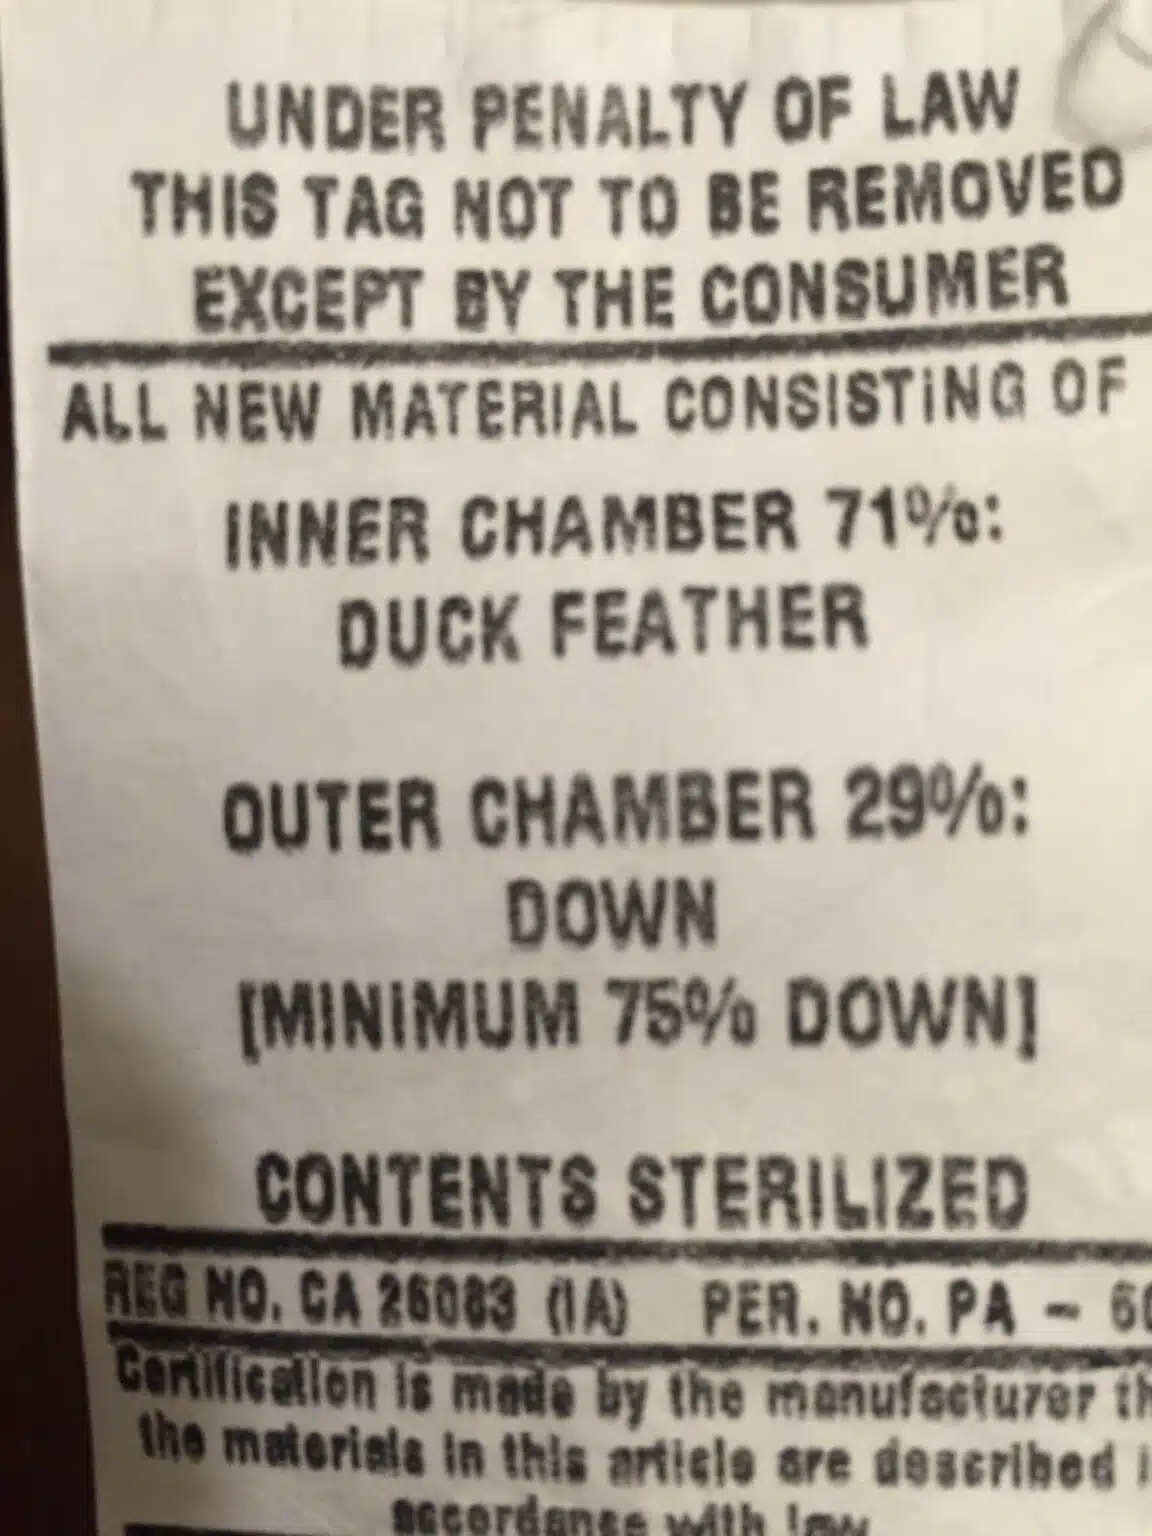 UNDER PENALTY OF LAW
THIS TAG NOT TO BE REMOVED
EXCEPT BY THE CONSUMER
ALL NEW MATERIAL CONSISTING OF
INNER CHAMBER 71%:
DUCK FEATHER
OUTER CHAMBER 29%:
DOWN
[MINIMUM 75% DOWN]
CONTENTS STERILIZED
REG NO. CA 26083 (IA) PER. NO. PA -
Certification is made by the manufacturer
the materials in this article are described
accordance with law